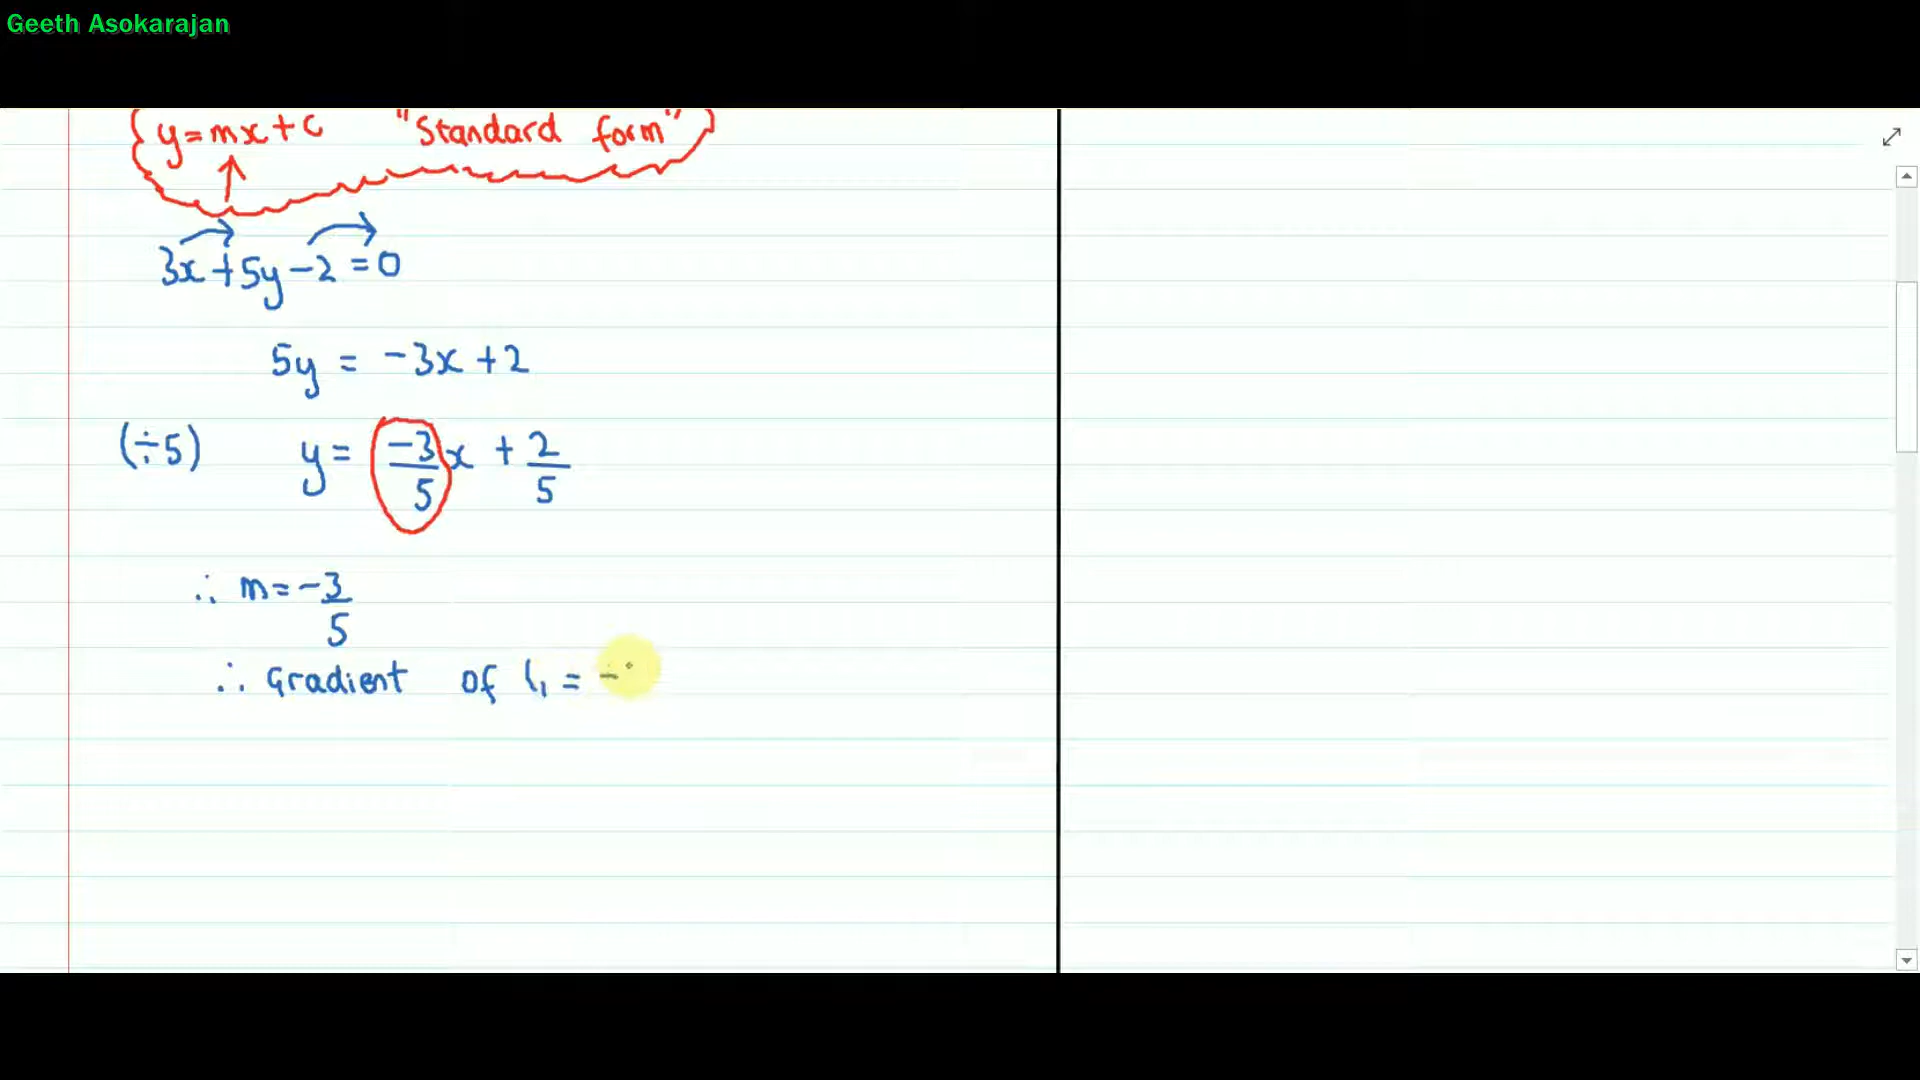 Geeth Asokarajan
y=mx+c "Standard form"
3x+5y-2=0
5y = -3x+2
(÷5) y = -3/5 x + 2/5
∴ m=-3/5
∴ Gradient of l₁ = -